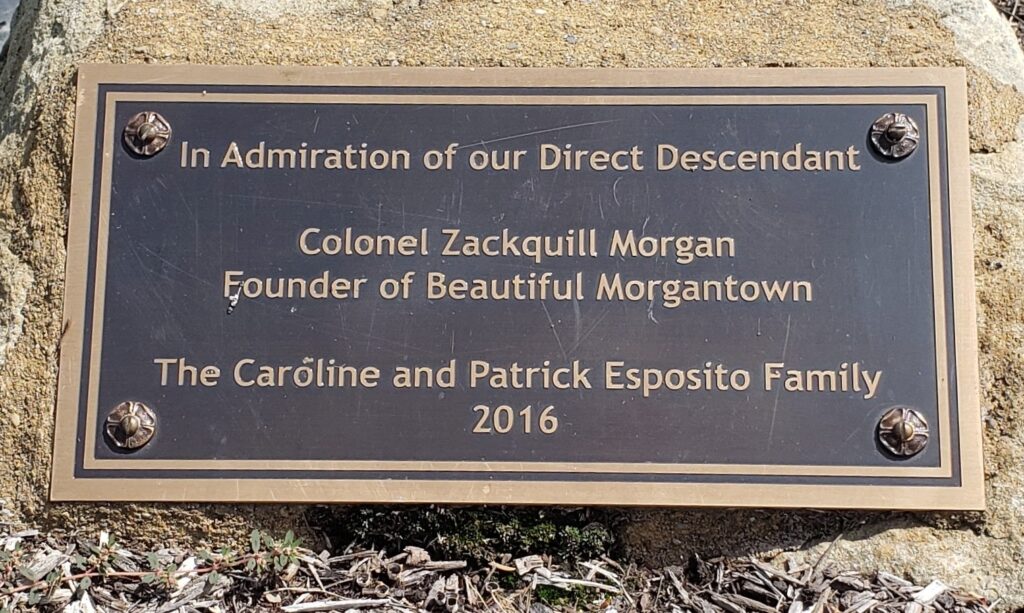 In Admiration of our Direct Descendant
Colonel Zackquill Morgan
Founder of Beautiful Morgantown
The Caroline and Patrick Esposito Family
2016